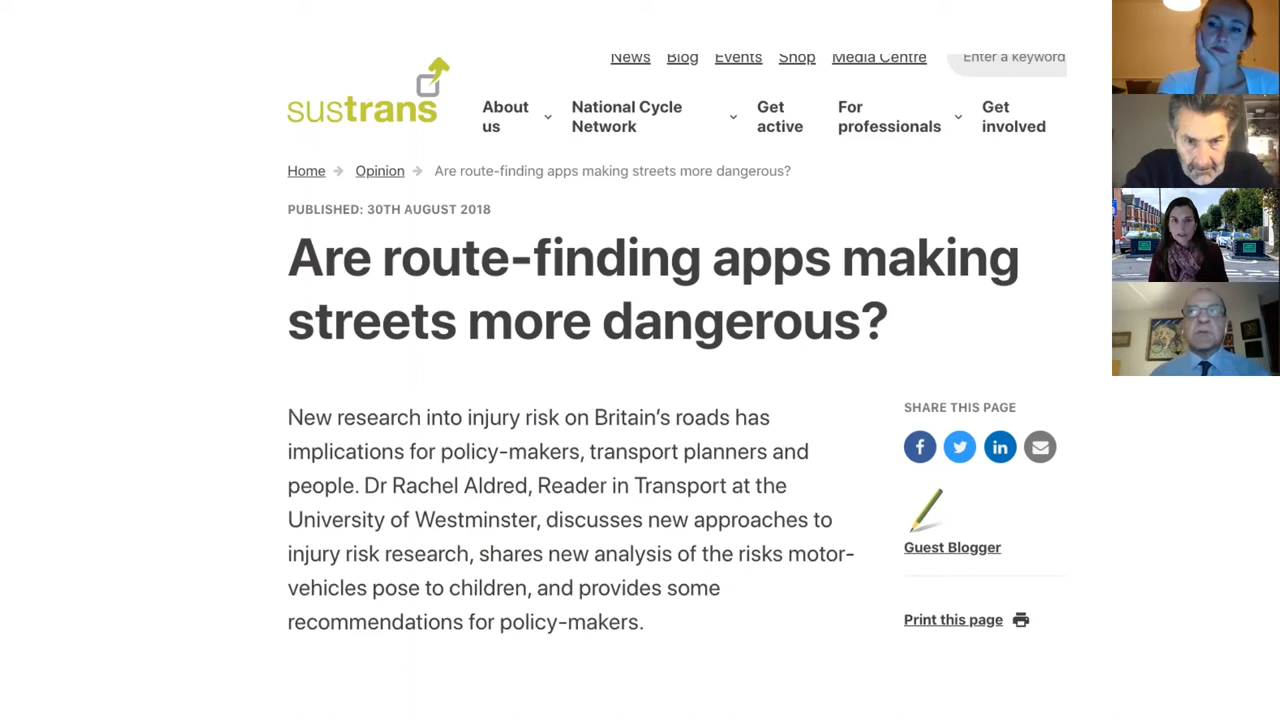 News Blog Events Shop Media Centre Enter a keyword
sustrans
About us
National Cycle Network
Get active
For professionals
Get involved
Home Opinion Are route-finding apps making streets more dangerous?
PUBLISHED: 30TH AUGUST 2018
Are route-finding apps making
streets more dangerous?
New research into injury risk on Britain's roads has
implications for policy-makers, transport planners and
people. Dr Rachel Aldred, Reader in Transport at the
University of Westminster, discusses new approaches to
injury risk research, shares new analysis of the risks motor-
vehicles pose to children, and provides some
recommendations for policy-makers.
SHARE THIS PAGE
Guest Blogger
Print this page